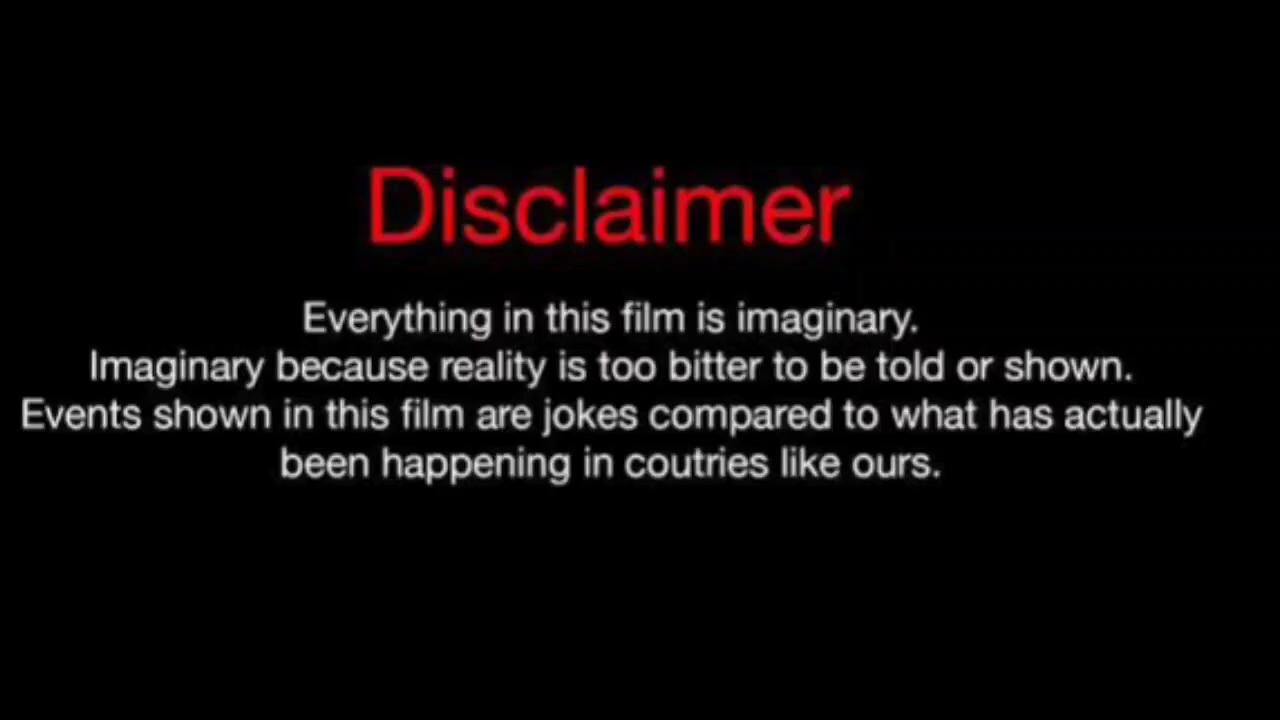 Disclaimer
Everything in this film is imaginary.
Imaginary because reality is too bitter to be told or shown.
Events shown in this film are jokes compared to what has actually
been happening in coutries like ours.